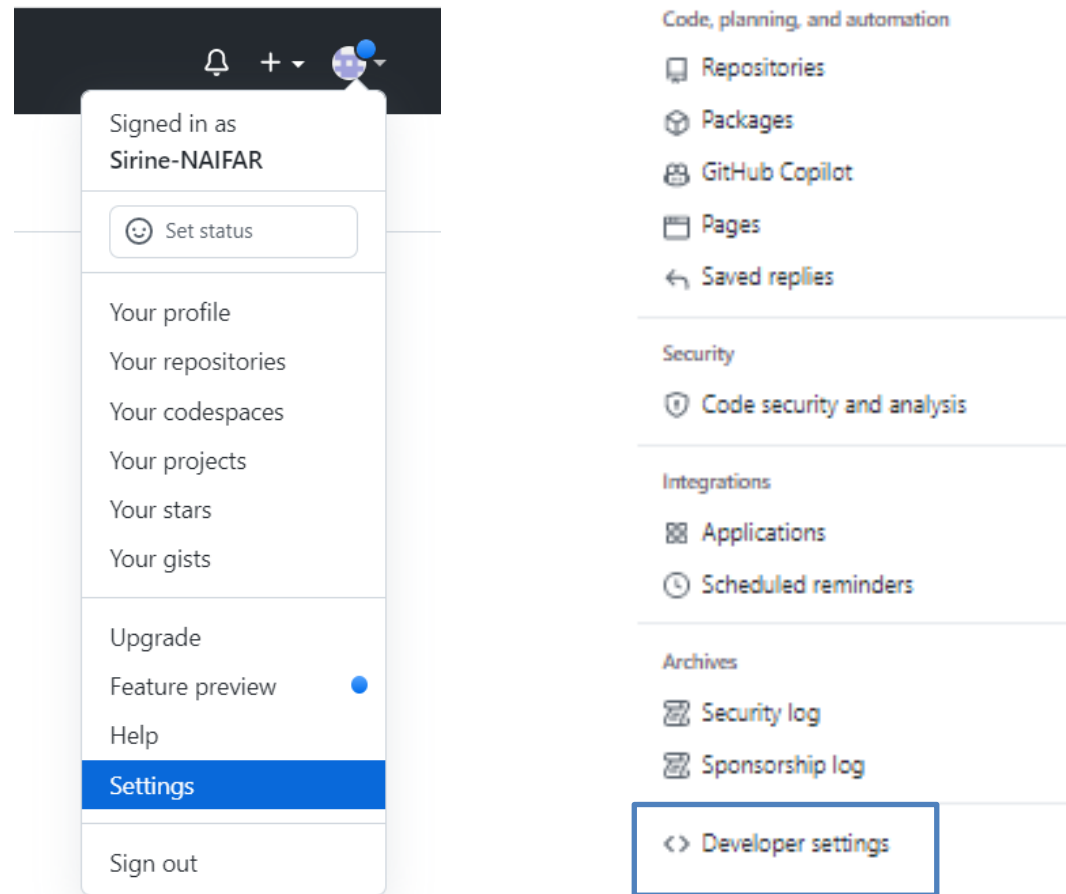 Signed in as
Sirine-NAIFAR
Set status
Your profile
Your repositories
Your codespaces
Your projects
Your stars
Your gists
Upgrade
Feature preview
Help
Settings
Sign out
Code, planning, and automation
Repositories
Packages
GitHub Copilot
Pages
Saved replies
Security
Code security and analysis
Integrations
Applications
Scheduled reminders
Archives
Security log
Sponsorship log
Developer settings